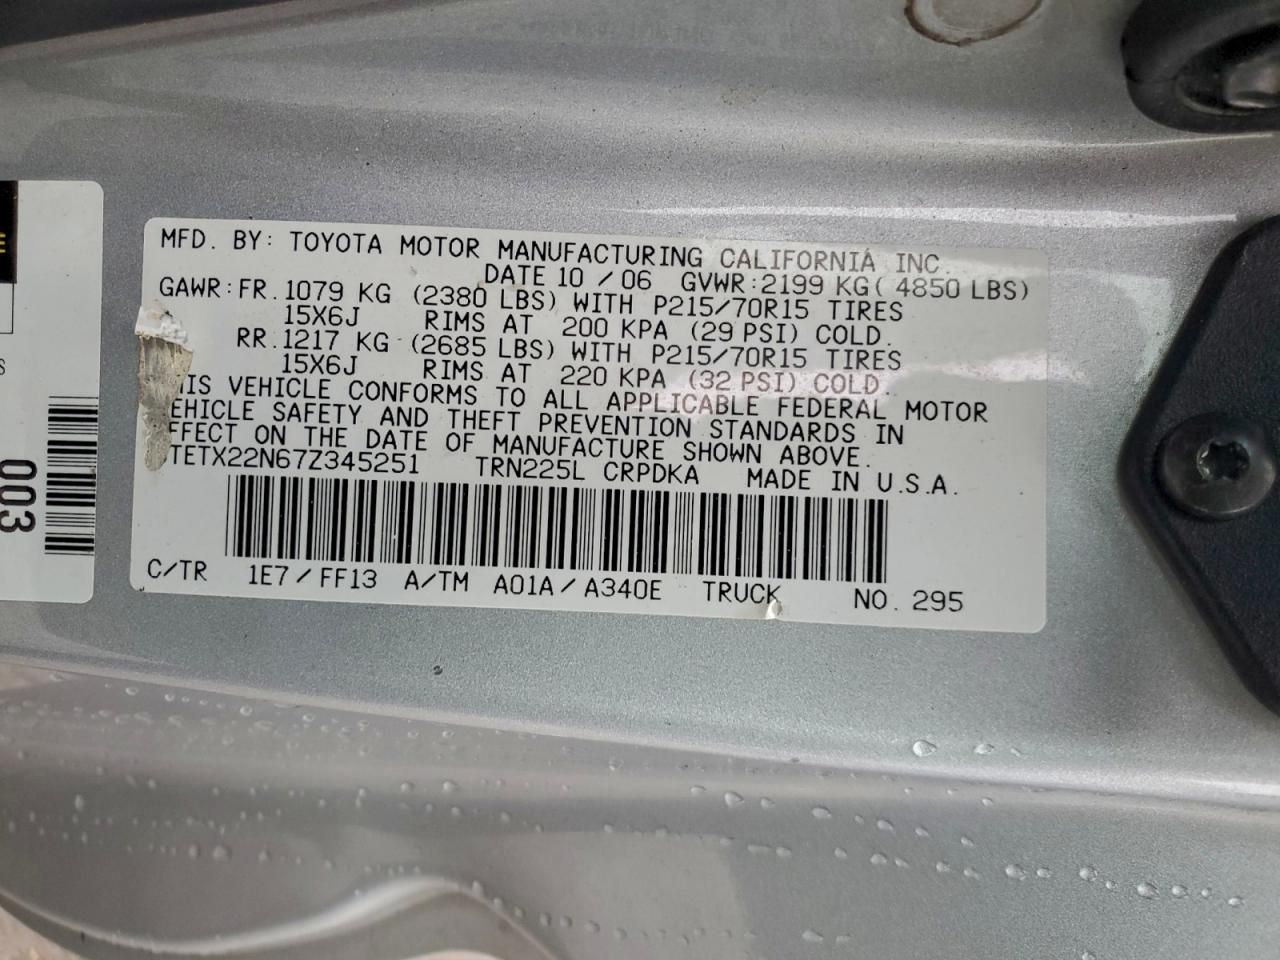 MFD. BY: TOYOTA MOTOR MANUFACTURING CALIFORNIA INC.
DATE 10 / 06 GVWR:2199 KG( 4850 LBS)
GAWR:FR.1079 KG (2380 LBS) WITH P215/70R15 TIRES
15X6J RIMS AT 200 KPA (29 PSI) COLD.
RR.1217 KG (2685 LBS) WITH P215/70R15 TIRES
15X6J RIMS AT 220 KPA (32 PSI) COLD.
HIS VEHICLE CONFORMS TO ALL APPLICABLE FEDERAL MOTOR
EHICLE SAFETY AND THEFT PREVENTION STANDARDS IN
FFECT ON THE DATE OF MANUFACTURE SHOWN ABOVE.
TETX22N67Z345251 TRN225L CRPDKA MADE IN U.S.A.
C/TR 1E7/FF13 A/TM A01A/A340E TRUCK NO. 295
003